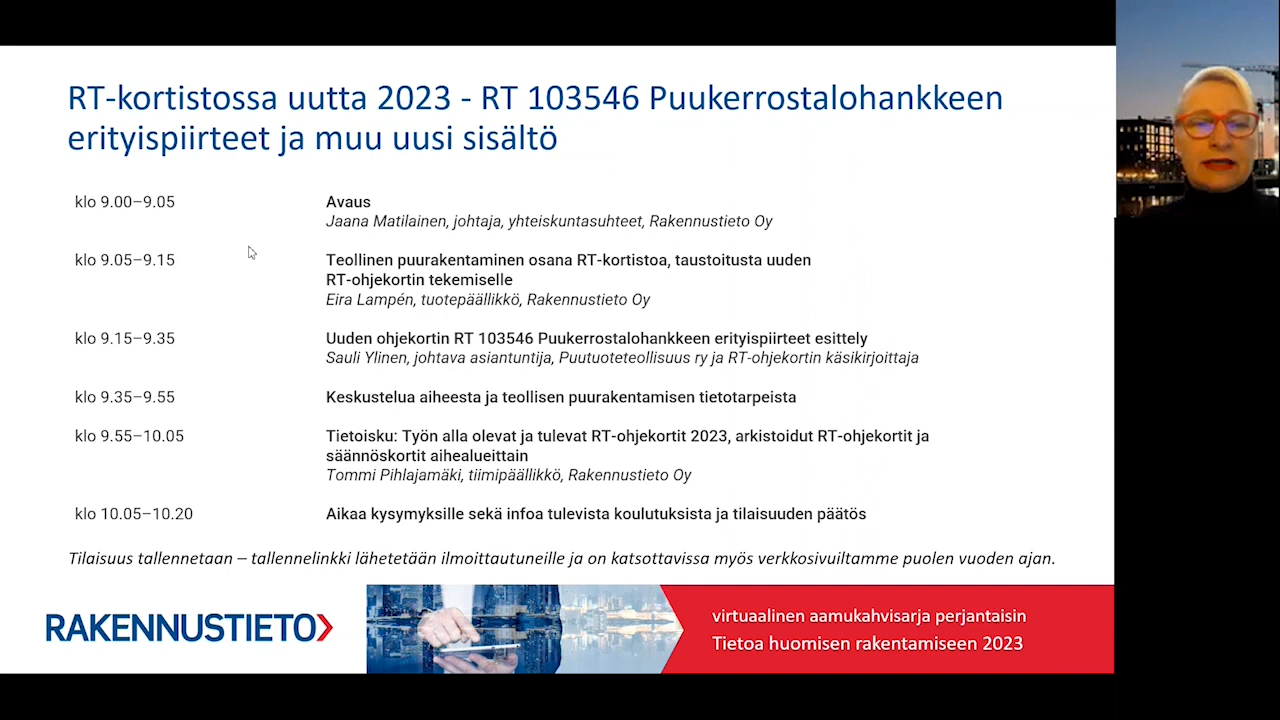 RT-kortistossa uutta 2023 - RT 103546 Puukerrostalohankkeen
erityispiirteet ja muu uusi sisältö
klo 9.00–9.05
Avaus
Jaana Matilainen, johtaja, yhteiskuntasuhteet, Rakennustieto Oy
klo 9.05–9.15
Teollinen puurakentaminen osana RT-kortistoa, taustoitusta uuden
RT-ohjekortin tekemiselle
Eira Lampén, tuotepäällikkö, Rakennustieto Oy
klo 9.15–9.35
Uuden ohjekortin RT 103546 Puukerrostalohankkeen erityispiirteet esittely
Sauli Ylinen, johtava asiantuntija, Puutuoteteollisuus ry ja RT-ohjekortin käsikirjoittaja
klo 9.35–9.55
Keskustelua aiheesta ja teollisen puurakentamisen tietotarpeista
klo 9.55–10.05
Tietoisku: Työn alla olevat ja tulevat RT-ohjekortit 2023, arkistoidut RT-ohjekortit ja
säännöskortit aihealueittain
Tommi Pihlajamäki, tiimipäällikkö, Rakennustieto Oy
klo 10.05–10.20
Aikaa kysymyksille sekä infoa tulevista koulutuksista ja tilaisuuden päätös
Tilaisuus tallennetaan – tallennelinkki lähetetään ilmoittautuneille ja on katsottavissa myös verkkosivuiltamme puolen vuoden ajan.
RAKENNUSTIETO
virtuaalinen aamukahvisarja perjantaisin
Tietoa huomisen rakentamiseen 2023